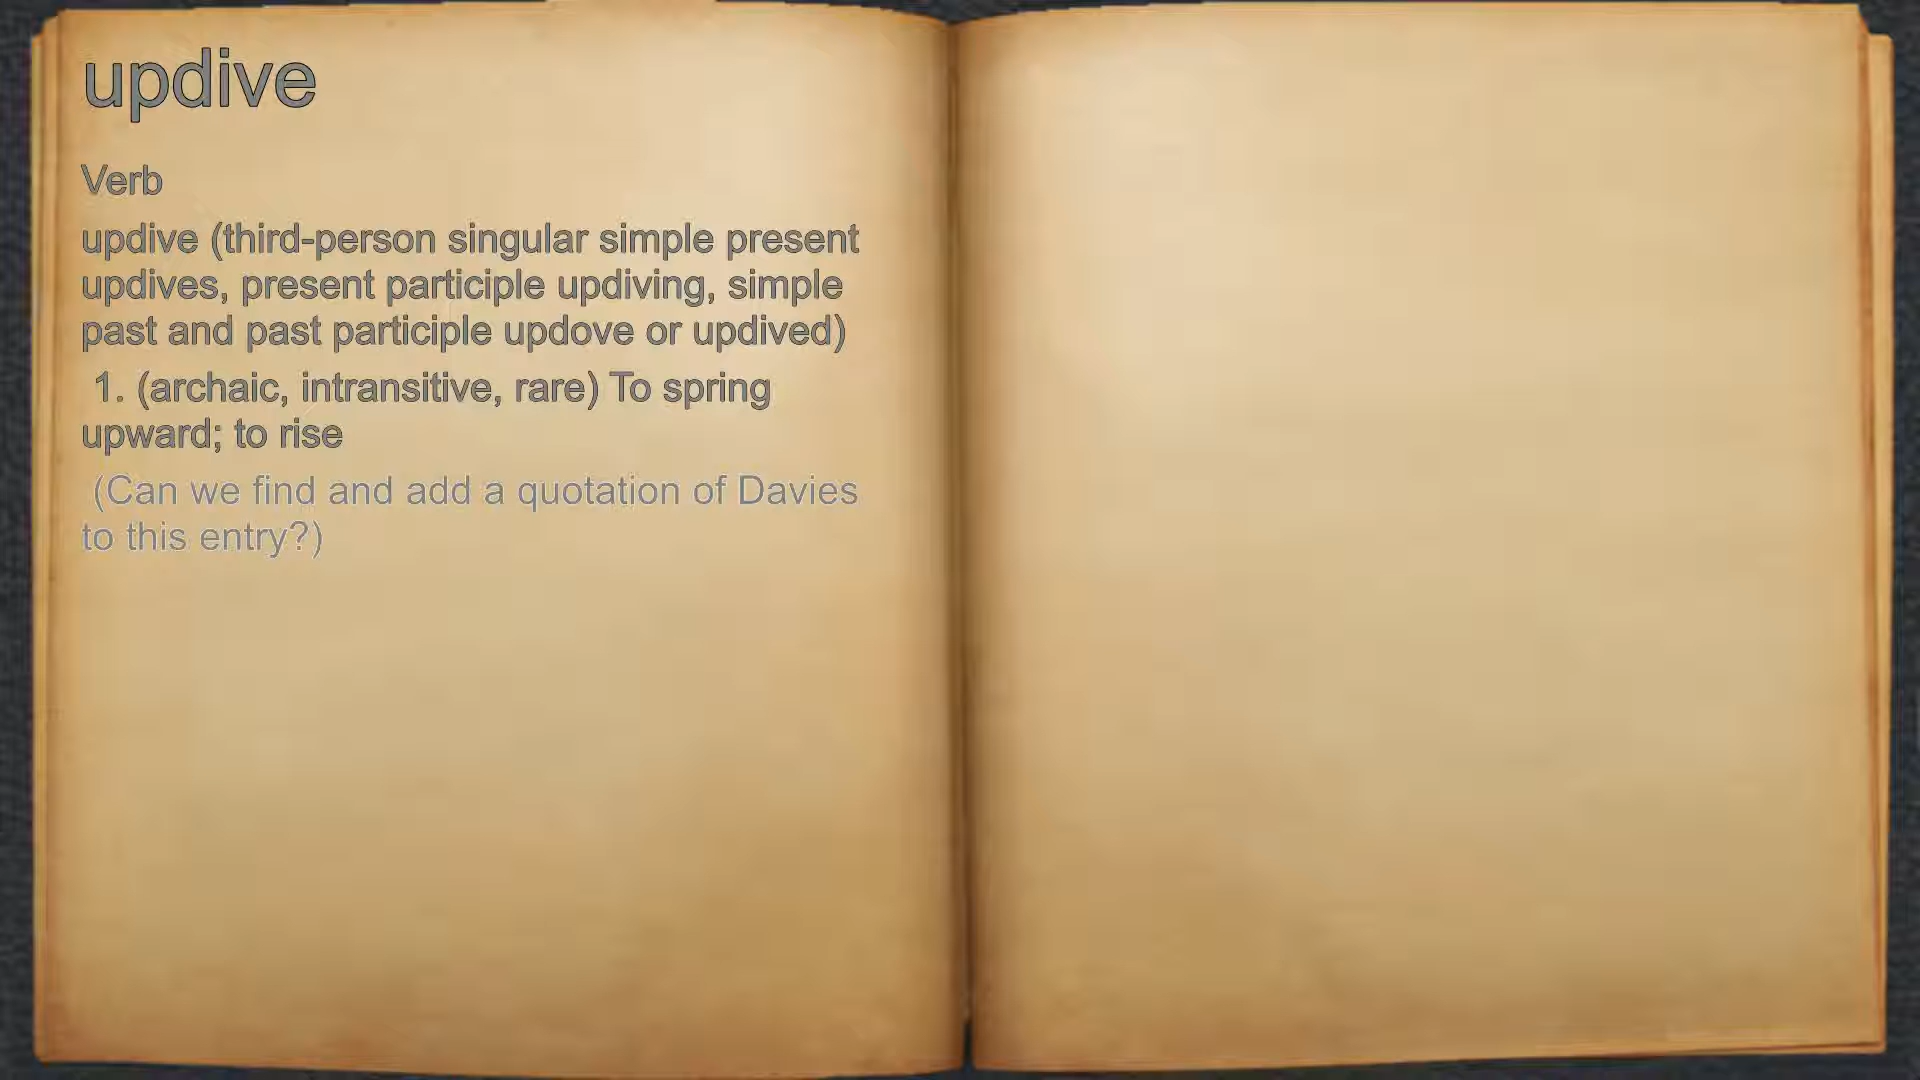 updive
Verb
updive (third-person singular simple present
updives, present participle updiving, simple
past and past participle updove or updived)
1. (archaic, intransitive, rare) To spring
upward; to rise
(Can we find and add a quotation of Davies
to this entry?)